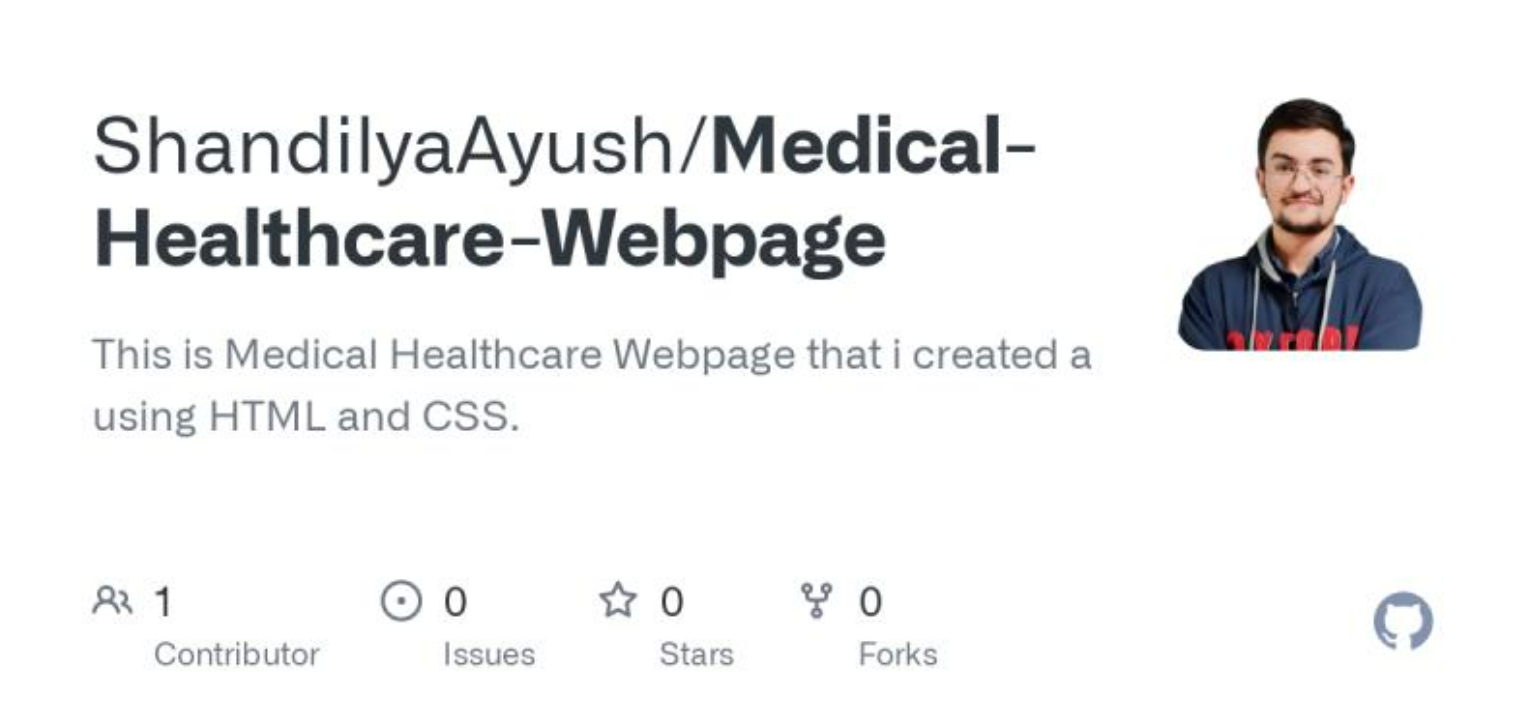 ShandilyaAyush/Medical-
Healthcare-Webpage
This is Medical Healthcare Webpage that i created a
using HTML and CSS.
1
Contributor
0
Issues
0
Stars
0
Forks